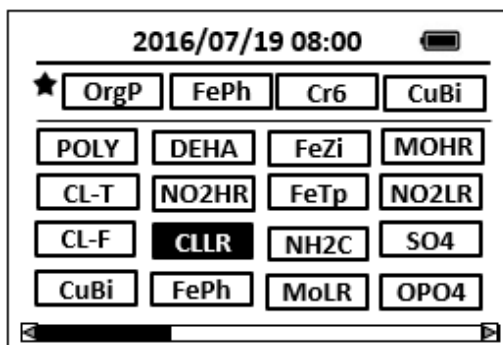 2016/07/19 08:00
OrgP FePh Cr6 CuBi
POLY DEHA FeZi MOHR
CL-T NO2HR FeTp NO2LR
CL-F CLLR NH2C SO4
CuBi FePh MoLR OPO4